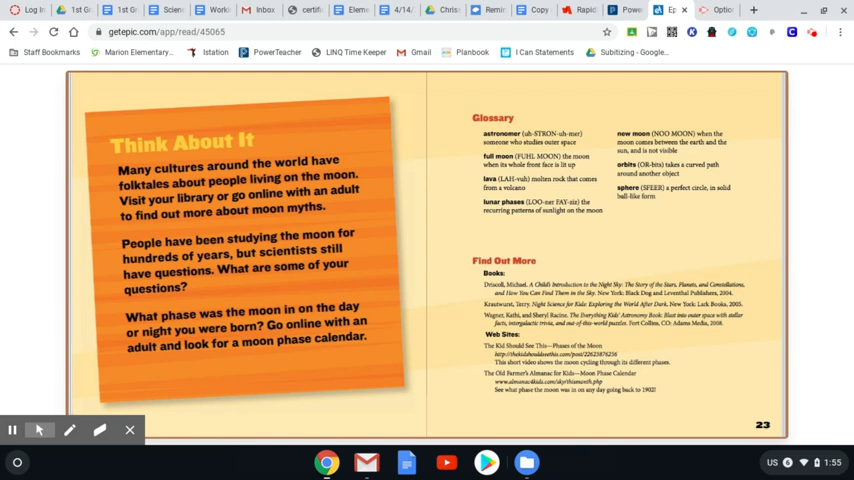 Log In
1st Gr
1st Gr
Scienc
Work
Inbox
certifi
Eleme
4/14/
Chris
Remin
Copy
Rapid
Powe
Ep
Optio
getepic.com/app/read/45065
Staff Bookmarks
Marion Elementary...
Istation
PowerTeacher
LINQ Time Keeper
Gmail
Planbook
I Can Statements
Subitizing - Google...
Think About It
Many cultures around the world have
folktales about people living on the moon.
Visit your library or go online with an adult
to find out more about moon myths.
People have been studying the moon for
hundreds of years, but scientists still
have questions. What are some of your
questions?
What phase was the moon in on the day
or night you were born? Go online with an
adult and look for a moon phase calendar.
Glossary
astronomer (uh-STRON-uh-mer)
someone who studies outer space
full moon (FUHL MOON) the moon
when its whole front face is lit up
lava (LAH-vuh) molten rock that comes
from a volcano
lunar phases (LOO-ner FAY-ziz) the
recurring patterns of sunlight on the moon
new moon (NOO MOON) when the
moon comes between the earth and the
sun, and is not visible
orbits (OR-bits) takes a curved path
around another object
sphere (SFEER) a perfect circle, in solid
ball-like form
Find Out More
Books:
Driscoll, Michael. A Child's Introduction to the Night Sky: The Story of the Stars, Planets, and Constellations,
and How You Can Find Them in the Sky. New York: Black Dog and Leventhal Publishers, 2004.
Krautwurst, Terry. Night Science for Kids: Exploring the World After Dark. New York: Lark Books, 2005.
Wagner, Kathi, and Sheryl Racine. The Everything Kids' Astronomy Book: Blast into outer space with stellar
facts, intergalactic trivia, and out-of-this-world puzzles. Fort Collins, CO: Adams Media, 2008.
Web Sites:
The Kid Should See This—Phases of the Moon
http://thekidshouldseethis.com/post/22623876256
This short video shows the moon cycling through its different phases.
The Old Farmer's Almanac for Kids—Moon Phase Calendar
www.almanac4kids.com/sky/thismonth.php
See what phase the moon was in on any day going back to 1902!
23
US
6
1:55